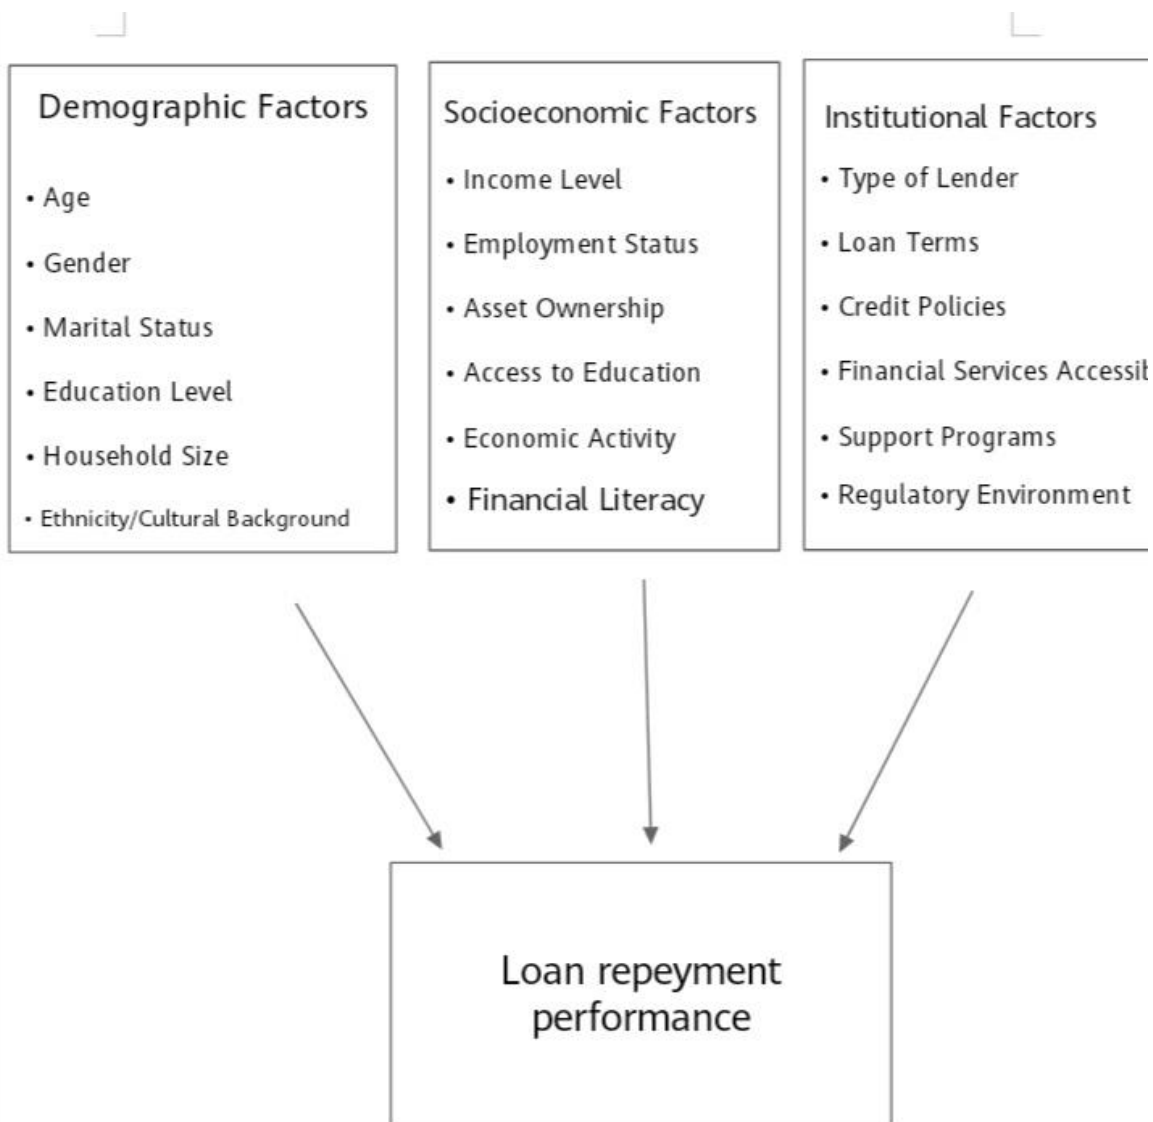 Demographic Factors
• Age
• Gender
• Marital Status
• Education Level
• Household Size
• Ethnicity/Cultural Background
Socioeconomic Factors
• Income Level
• Employment Status
• Asset Ownership
• Access to Education
• Economic Activity
• Financial Literacy
Institutional Factors
• Type of Lender
• Loan Terms
• Credit Policies
• Financial Services Accessib
• Support Programs
• Regulatory Environment
Loan repeyment
performance